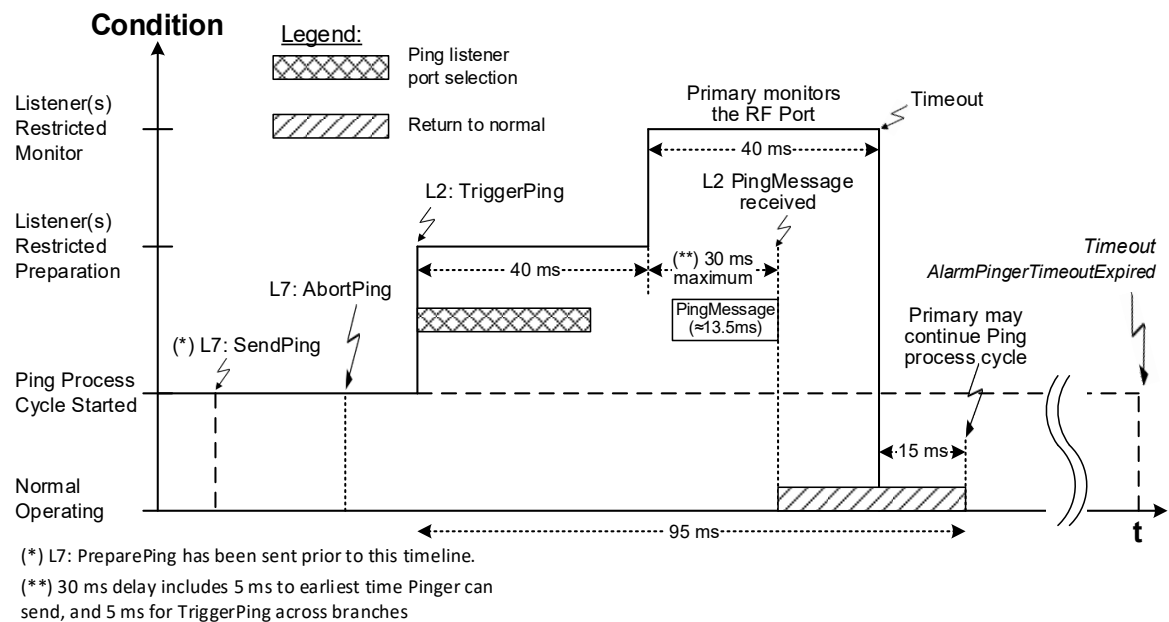 Condition
Legend:
Ping listener
port selection
Return to normal
Listener(s)
Restricted
Monitor
Primary monitors
the RF Port
Timeout
40 ms
L2: TriggerPing
L2 PingMessage
received
Listener(s)
Restricted
Preparation
40 ms
(**) 30 ms
maximum
Timeout
AlarmPingerTimeoutExpired
L7: AbortPing
PingMessage
(≈13.5ms)
Primary may
continue Ping
process cycle
(*) L7: SendPing
Ping Process
Cycle Started
15 ms
Normal
Operating
95 ms
t
(*) L7: PreparePing has been sent prior to this timeline.
(**) 30 ms delay includes 5 ms to earliest time Pinger can
send, and 5 ms for TriggerPing across branches